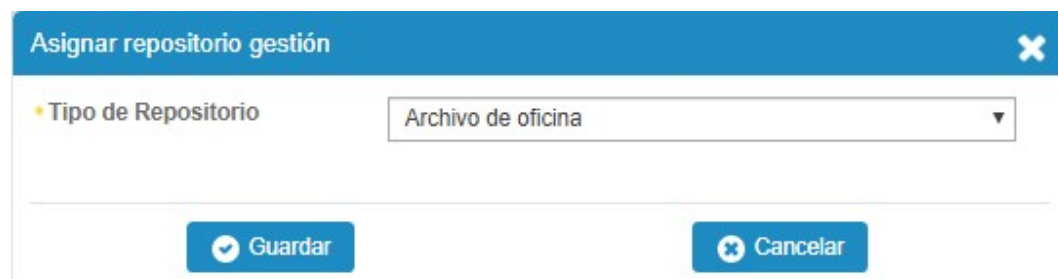 Asignar repositorio gestión
Tipo de Repositorio Archivo de oficina
Guardar Cancelar